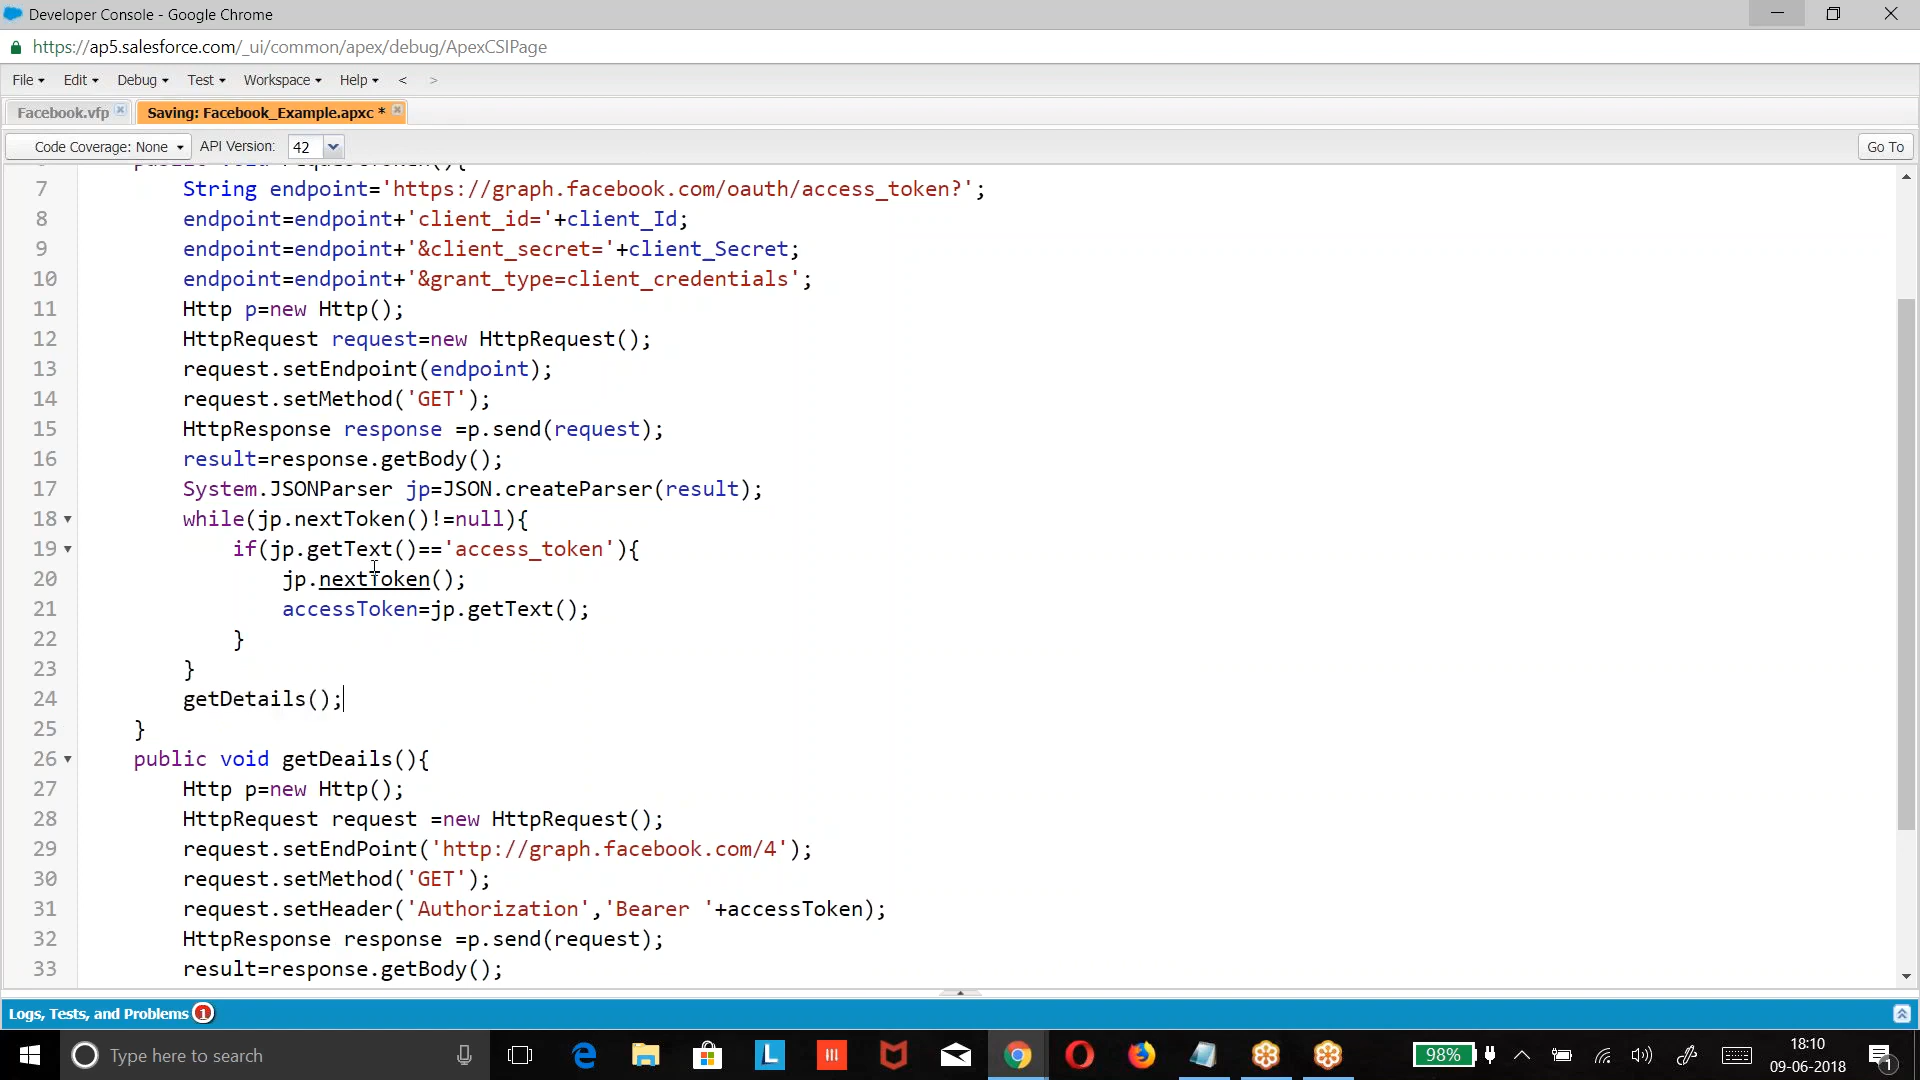 Developer Console - Google Chrome
https://ap5.salesforce.com/_ui/common/apex/debug/ApexCSIPage
File Edit Debug Test Workspace Help < >
Facebook.vfp Saving: Facebook_Example.apxc *
Code Coverage: None API Version: 42 Go To
7 String endpoint='https://graph.facebook.com/oauth/access_token?';
8 endpoint=endpoint+'client_id='+client_Id;
9 endpoint=endpoint+'&client_secret='+client_Secret;
10 endpoint=endpoint+'&grant_type=client_credentials';
11 Http p=new Http();
12 HttpRequest request=new HttpRequest();
13 request.setEndpoint(endpoint);
14 request.setMethod('GET');
15 HttpResponse response =p.send(request);
16 result=response.getBody();
17 System.JSONParser jp=JSON.createParser(result);
18 while(jp.nextToken()!=null){
19 if(jp.getText()=='access_token'){
20 jp.nextToken();
21 accessToken=jp.getText();
22 }
23 }
24 getDetails();
25 }
26 public void getDeails(){
27 Http p=new Http();
28 HttpRequest request =new HttpRequest();
29 request.setEndPoint('http://graph.facebook.com/4');
30 request.setMethod('GET');
31 request.setHeader('Authorization','Bearer '+accessToken);
32 HttpResponse response =p.send(request);
33 result=response.getBody();
Logs, Tests, and Problems 1
Type here to search
98%
18:10
09-06-2018
1